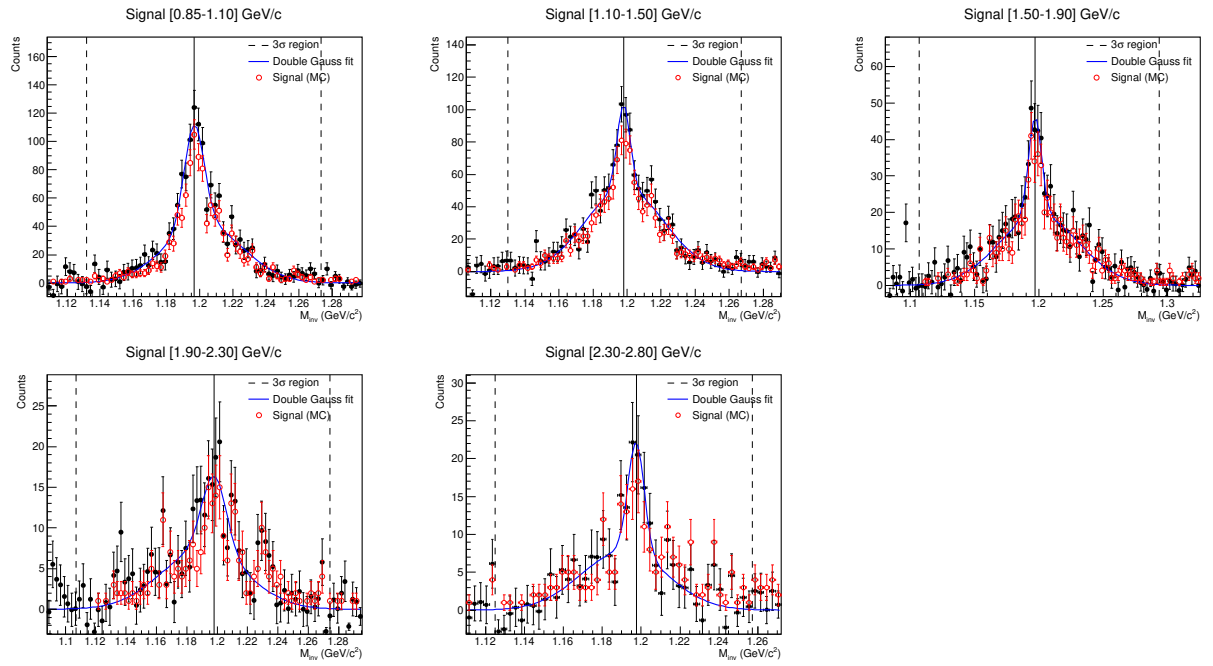 Signal [0.85-1.10] GeV/c
Counts
160
140
120
100
80
60
40
20
0
3σ region
Double Gauss fit
Signal (MC)
1.12 1.14 1.16 1.18 1.2 1.22 1.24 1.26 1.28
M_inv (GeV/c²)
Signal [1.10-1.50] GeV/c
Counts
140
120
100
80
60
40
20
0
3σ region
Double Gauss fit
Signal (MC)
1.12 1.14 1.16 1.18 1.2 1.22 1.24 1.26 1.28
M_inv (GeV/c²)
Signal [1.50-1.90] GeV/c
Counts
60
50
40
30
20
10
0
3σ region
Double Gauss fit
Signal (MC)
1.1 1.15 1.2 1.25 1.3
M_inv (GeV/c²)
Signal [1.90-2.30] GeV/c
Counts
25
20
15
10
5
0
3σ region
Double Gauss fit
Signal (MC)
1.1 1.12 1.14 1.16 1.18 1.2 1.22 1.24 1.26 1.28
M_inv (GeV/c²)
Signal [2.30-2.80] GeV/c
Counts
30
25
20
15
10
5
0
3σ region
Double Gauss fit
Signal (MC)
1.12 1.14 1.16 1.18 1.2 1.22 1.24 1.26
M_inv (GeV/c²)